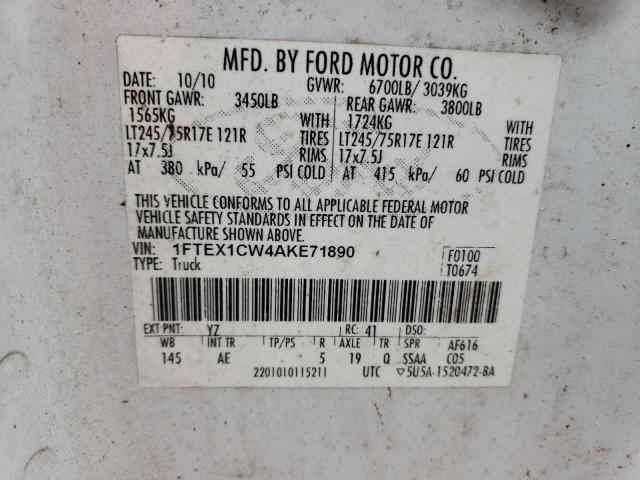 MFD. BY FORD MOTOR CO.
DATE: 10/10 GVWR: 6700LB/ 3039KG
FRONT GAWR: 3450LB REAR GAWR: 3800LB
1565KG WITH 1724KG WITH
LT245/75R17E 121R TIRES LT245/75R17E 121R TIRES
17x7.5J RIMS 17x7.5J RIMS
AT 380 kPa/ 55 PSI COLD AT 415 kPa/ 60 PSI COLD
THIS VEHICLE CONFORMS TO ALL APPLICABLE FEDERAL MOTOR
VEHICLE SAFETY STANDARDS IN EFFECT ON THE DATE OF
MANUFACTURE SHOWN ABOVE.
VIN: 1FTEX1CW4AKE71890 F0100
TYPE: Truck T0674
EXT PNT: YZ RC: 41 DSO:
WB INT TR TP/PS R AXLE TR SPR AF616
145 AE 5 19 Q SSAA C05
2201010115211 UTC ▽5U5A-1520472-BA